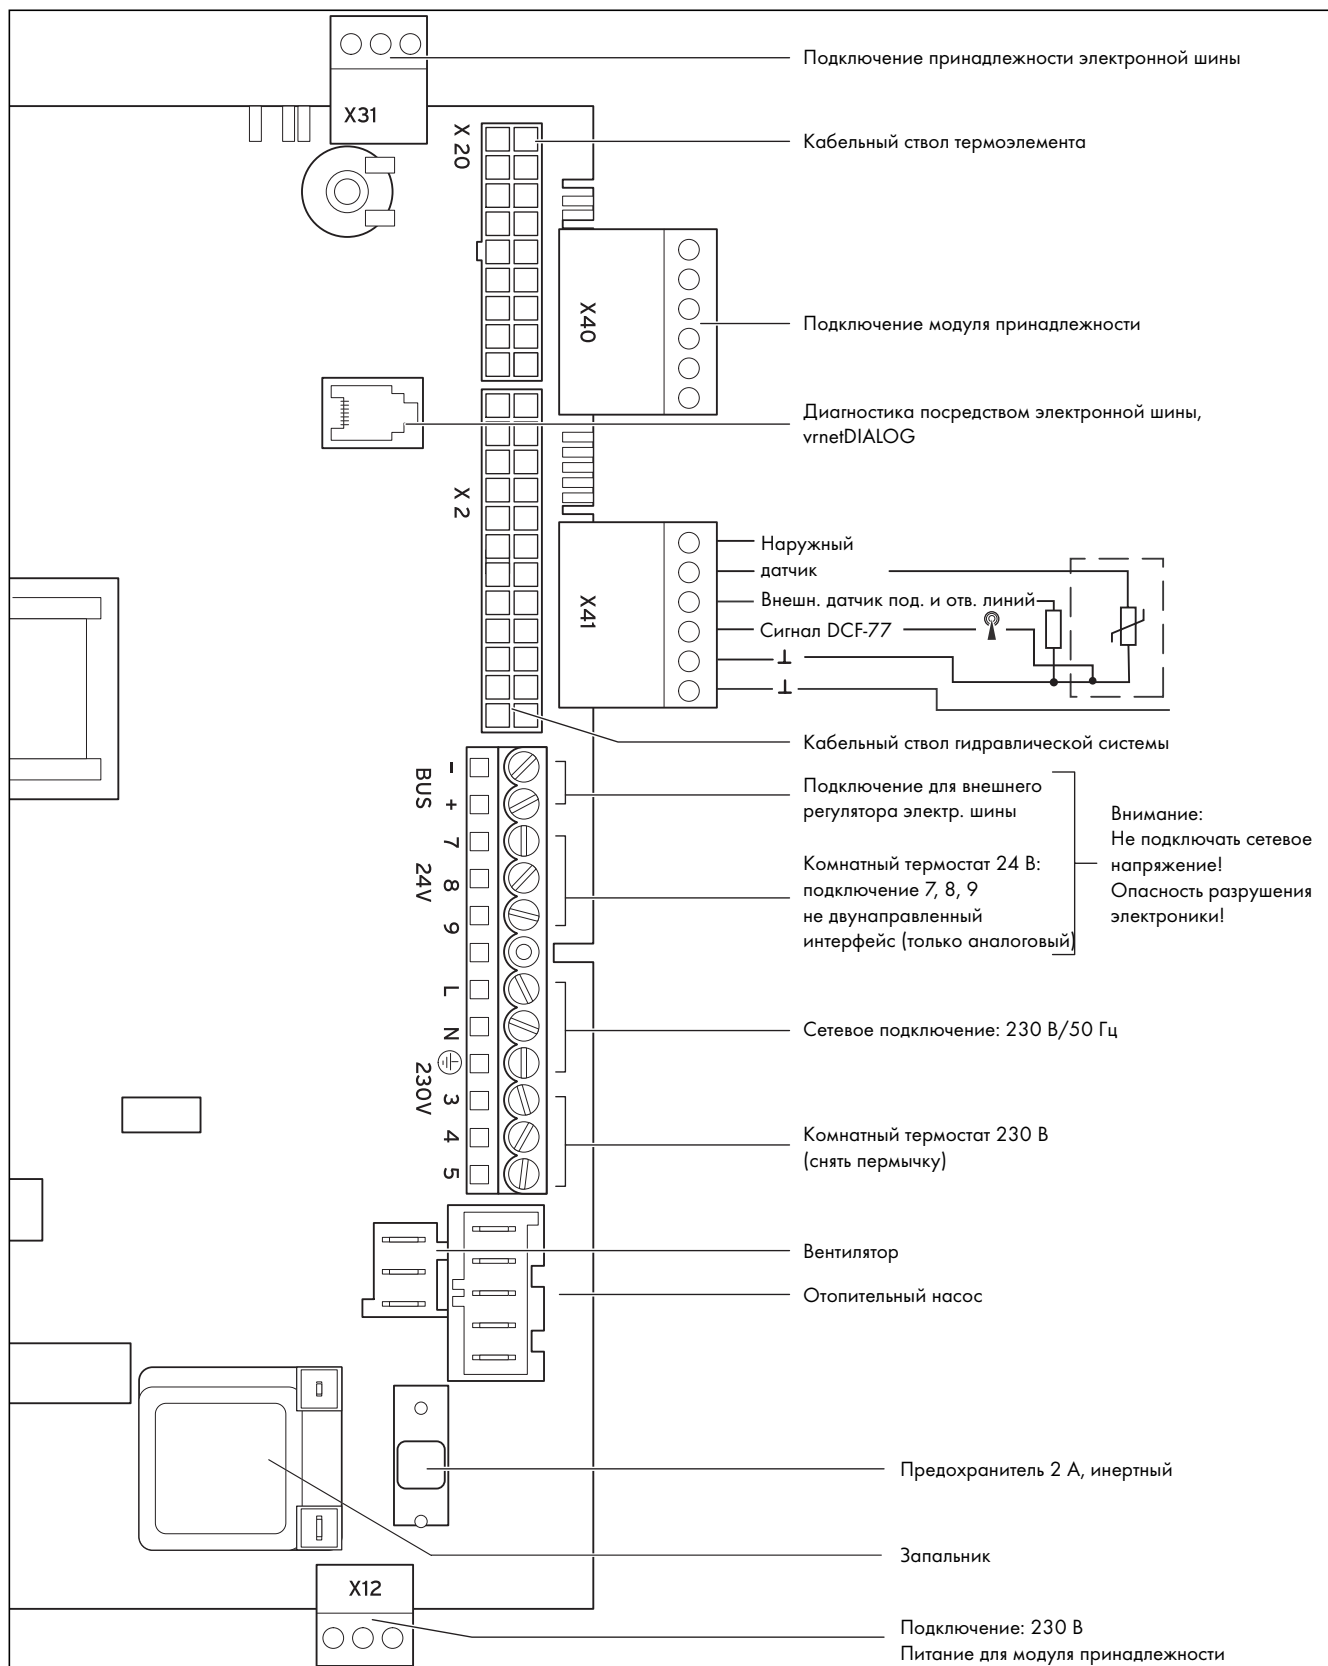 Подключение принадлежности электронной шины
X31
X 20
Кабельный ствол термоэлемента
X40
Подключение модуля принадлежности
Диагностика посредством электронной шины,
vrnetDIALOG
X 2
X41
Наружный
датчик
Внешн. датчик под. и отв. линий
Сигнал DCF-77
Кабельный ствол гидравлической системы
- +
BUS
Подключение для внешнего
регулятора электр. шины
7 8 9
24V
Комнатный термостат 24 В:
подключение 7, 8, 9
не двунаправленный
интерфейс (только аналоговый)
Внимание:
Не подключать сетевое
напряжение!
Опасность разрушения
электроники!
L N
230V
Сетевое подключение: 230 В/50 Гц
3 4 5
Комнатный термостат 230 В
(снять пермычку)
Вентилятор
Отопительный насос
Предохранитель 2 А, инертный
Запальник
X12
Подключение: 230 В
Питание для модуля принадлежности